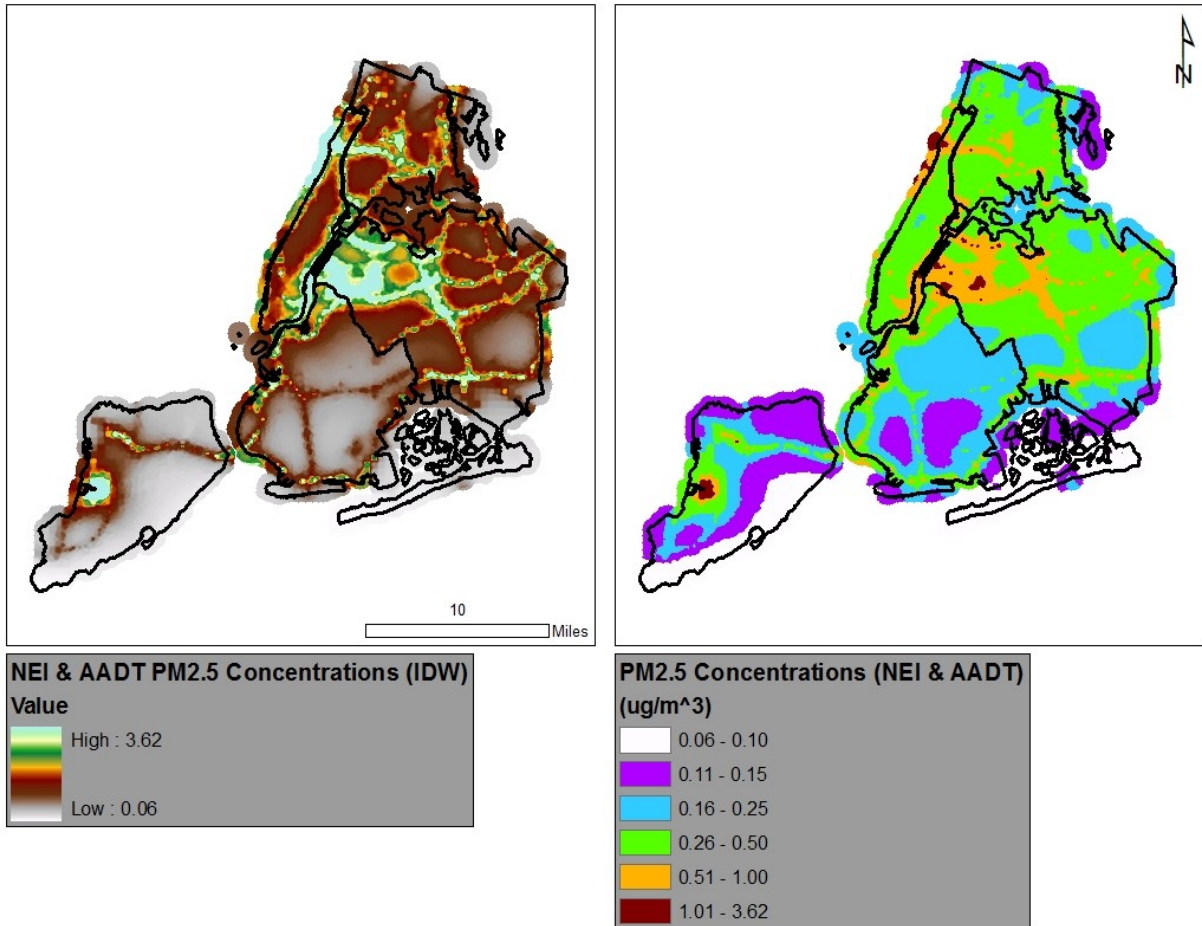 N
10
Miles
NEI & AADT PM2.5 Concentrations (IDW)
Value
High : 3.62
Low : 0.06
PM2.5 Concentrations (NEI & AADT)
(ug/m^3)
0.06 - 0.10
0.11 - 0.15
0.16 - 0.25
0.26 - 0.50
0.51 - 1.00
1.01 - 3.62